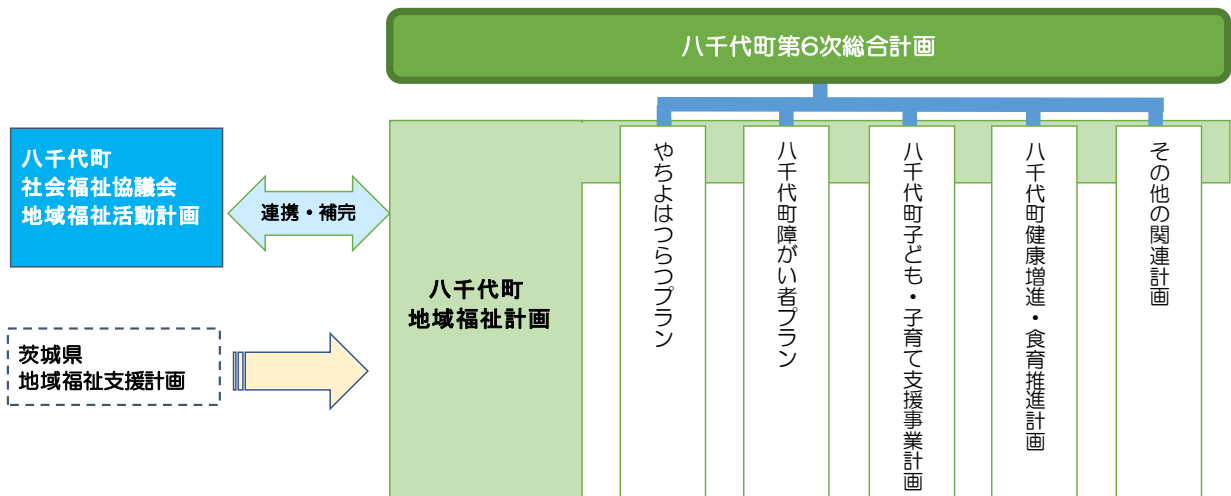 八千代町第6次総合計画
八千代町
社会福祉協議会
地域福祉活動計画
連携・補完
茨城県
地域福祉支援計画
八千代町
地域福祉計画
やちよはつらつプラン
八千代町障がい者プラン
八千代町子ども・子育て支援事業計画
八千代町健康増進・食育推進計画
その他の関連計画